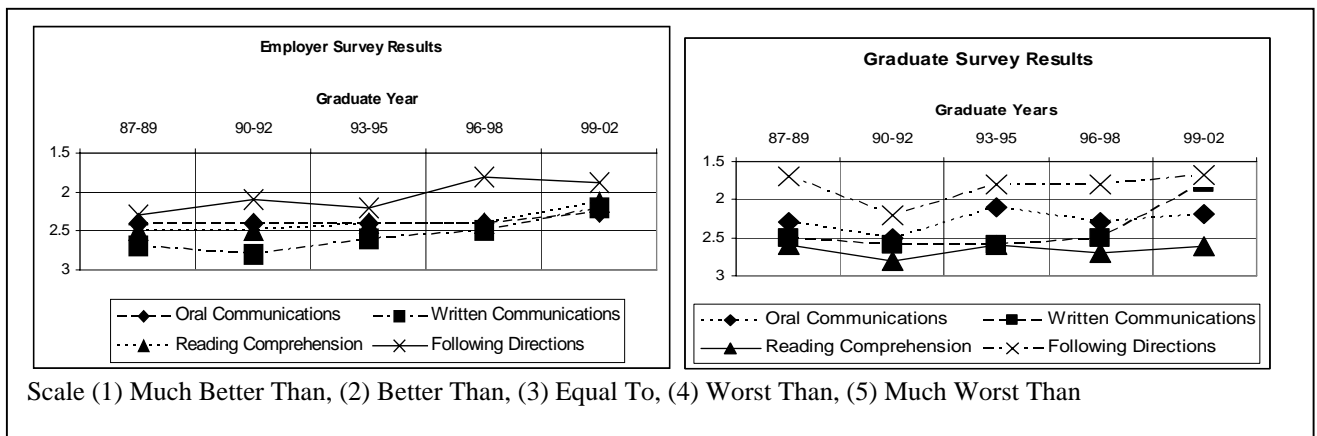 Employer Survey Results
Graduate Year
87-89 90-92 93-95 96-98 99-02
1.5
2
2.5
3
Oral Communications Written Communications
Reading Comprehension Following Directions
Graduate Survey Results
Graduate Years
87-89 90-92 93-95 96-98 99-02
1.5
2
2.5
3
Oral Communications Written Communications
Reading Comprehension Following Directions
Scale (1) Much Better Than, (2) Better Than, (3) Equal To, (4) Worst Than, (5) Much Worst Than